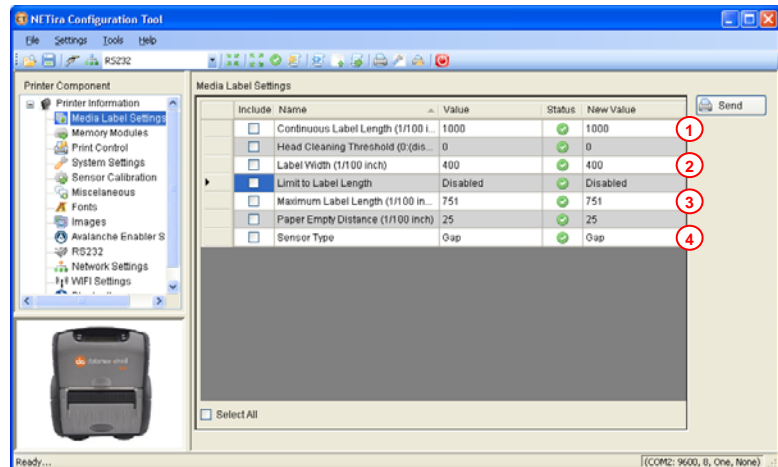 NETira Configuration Tool
File Settings Tools Help
RS232
Printer Component
Printer Information
Media Label Settings
Memory Modules
Print Control
System Settings
Sensor Calibration
Miscelaneous
Fonts
Images
Avalanche Enabler S
RS232
Network Settings
WIFI Settings
Media Label Settings
Include Name Value Status New Value
Continuous Label Length (1/100 i... 1000 1000 1
Head Cleaning Threshold (0:(dis... 0 0
Label Width (1/100 inch) 400 400 2
Limit to Label Length Disabled Disabled
Maximum Label Length (1/100 in... 751 751 3
Paper Empty Distance (1/100 inch) 25 25
Sensor Type Gap Gap 4
Send
Select All
Ready...
(COM2: 9600, 8, One, None)